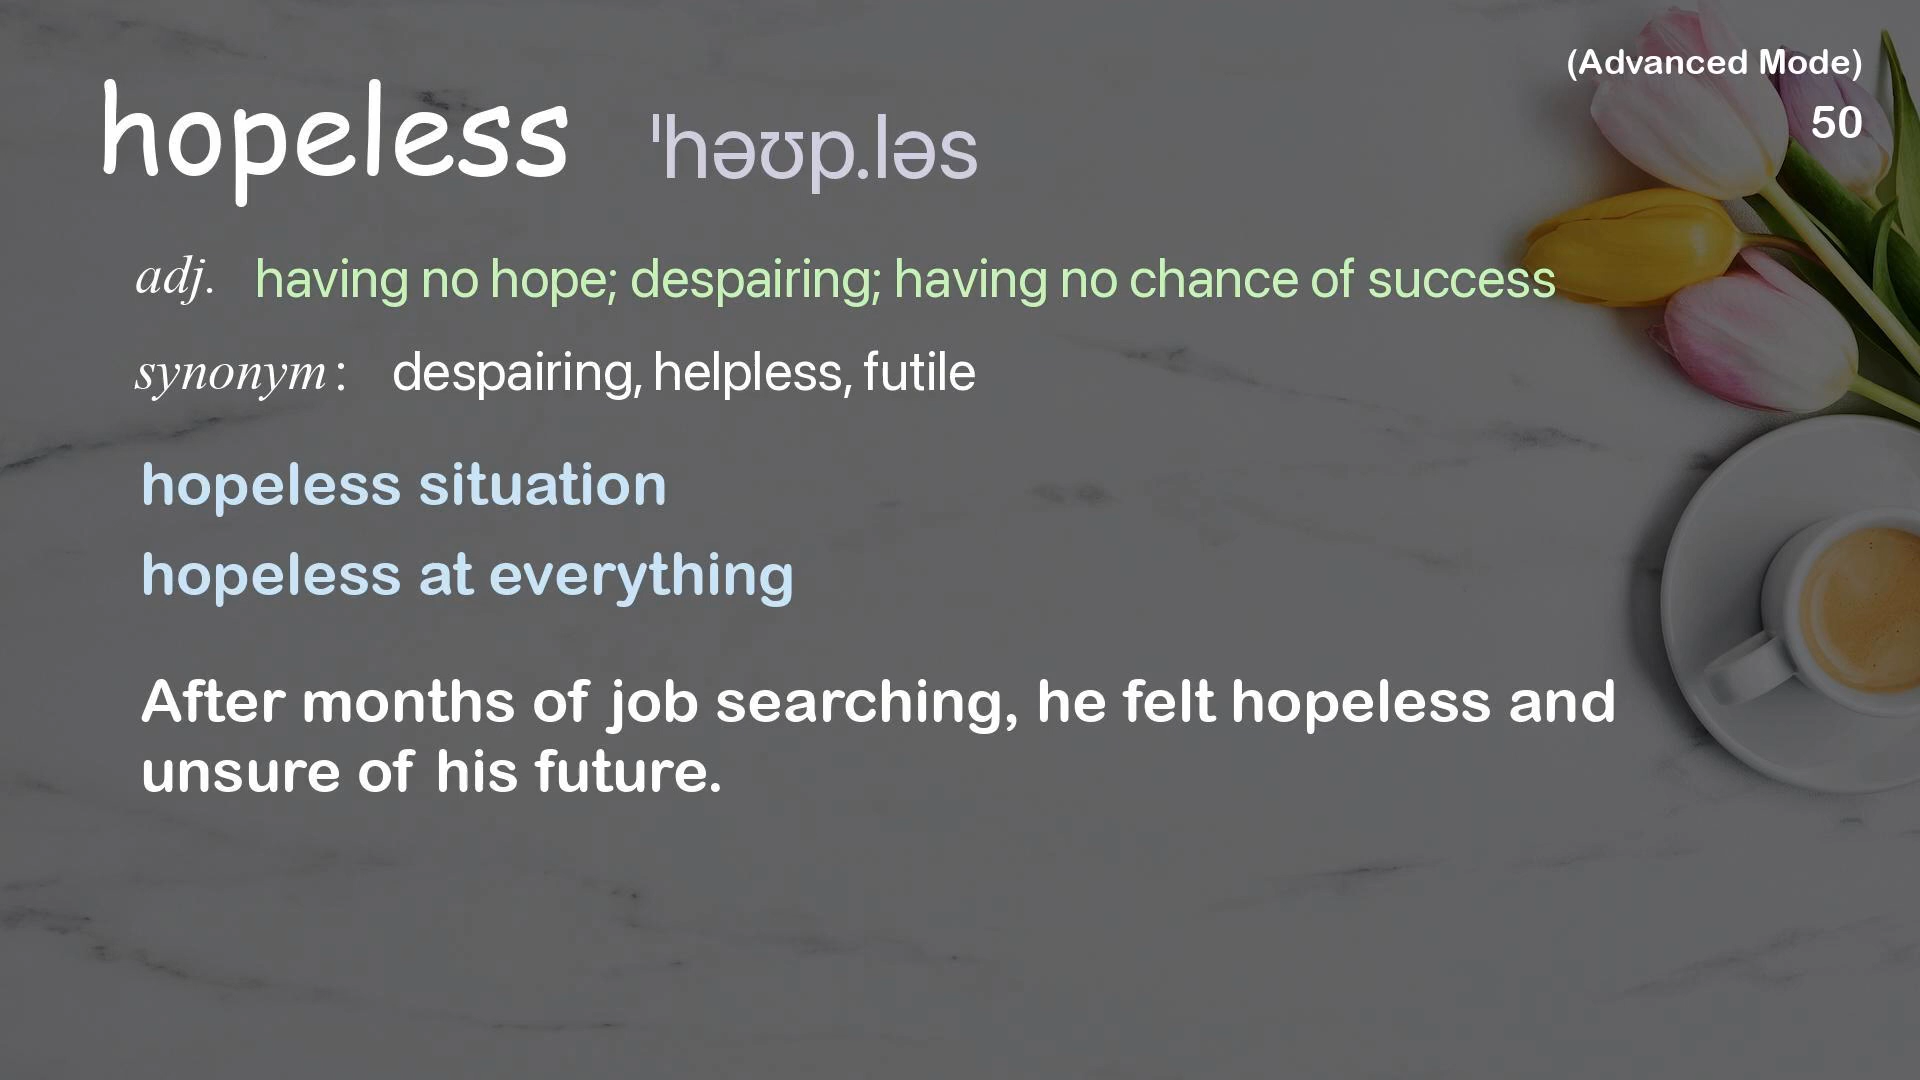 (Advanced Mode)
50
hopeless ˈhəʊp.ləs
adj. having no hope; despairing; having no chance of success
synonym: despairing, helpless, futile
hopeless situation
hopeless at everything
After months of job searching, he felt hopeless and
unsure of his future.